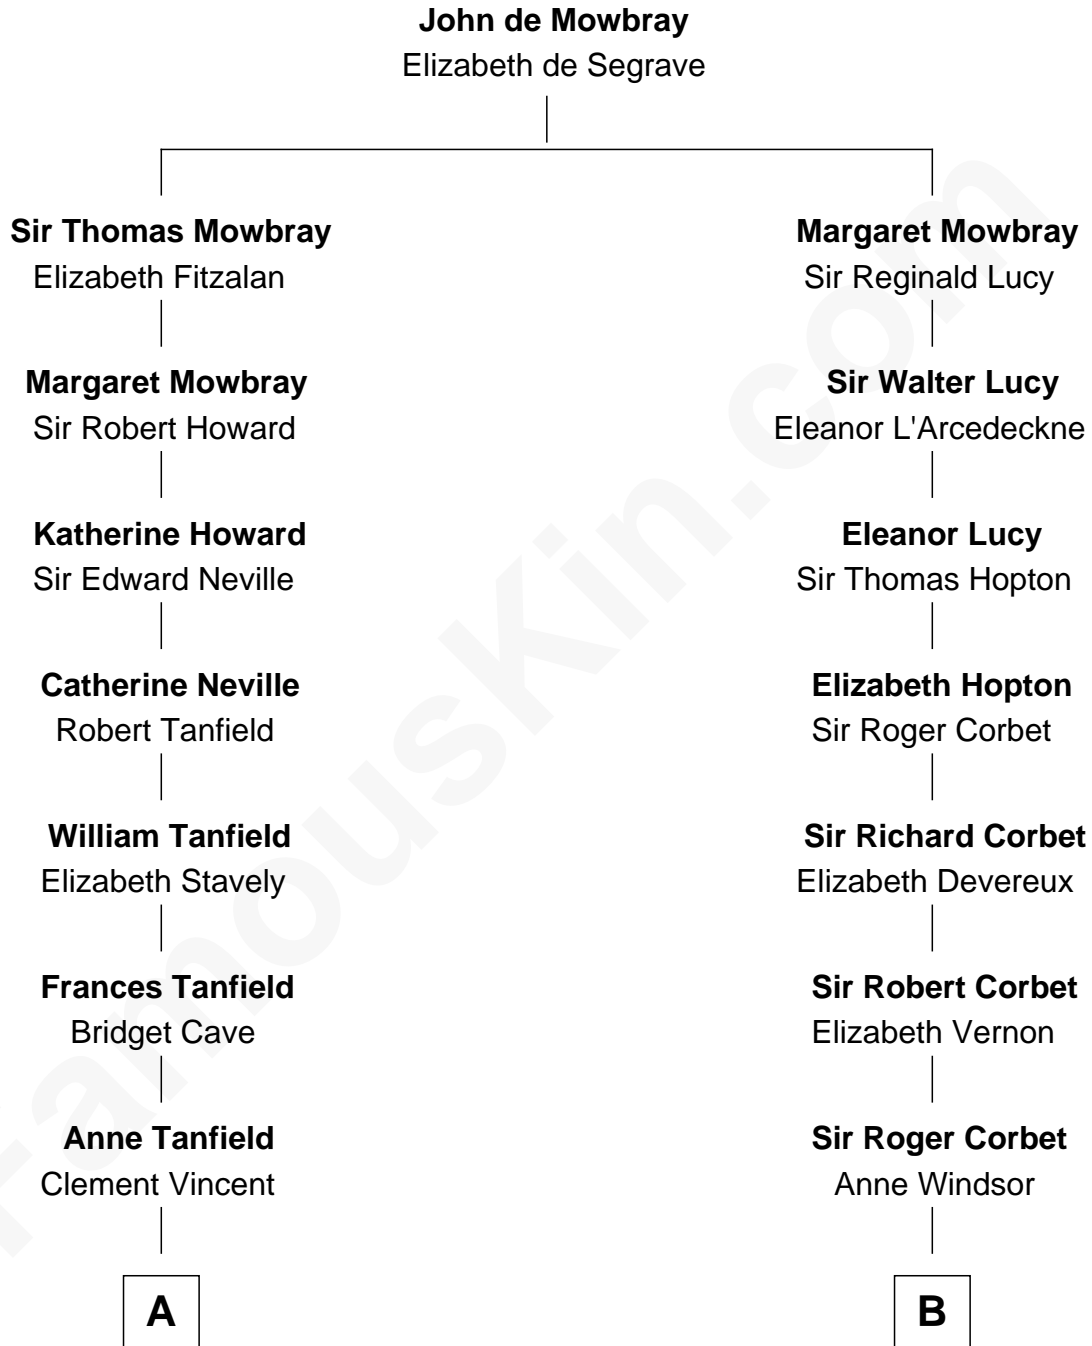 John de Mowbray
Elizabeth de Segrave
Sir Thomas Mowbray
Elizabeth Fitzalan
Margaret Mowbray
Sir Reginald Lucy
Margaret Mowbray
Sir Robert Howard
Sir Walter Lucy
Eleanor L'Arcedeckne
Katherine Howard
Sir Edward Neville
Eleanor Lucy
Sir Thomas Hopton
Catherine Neville
Robert Tanfield
Elizabeth Hopton
Sir Roger Corbet
William Tanfield
Elizabeth Stavely
Sir Richard Corbet
Elizabeth Devereux
Frances Tanfield
Bridget Cave
Sir Robert Corbet
Elizabeth Vernon
Anne Tanfield
Clement Vincent
Sir Roger Corbet
Anne Windsor
A
B
FamousKin.com